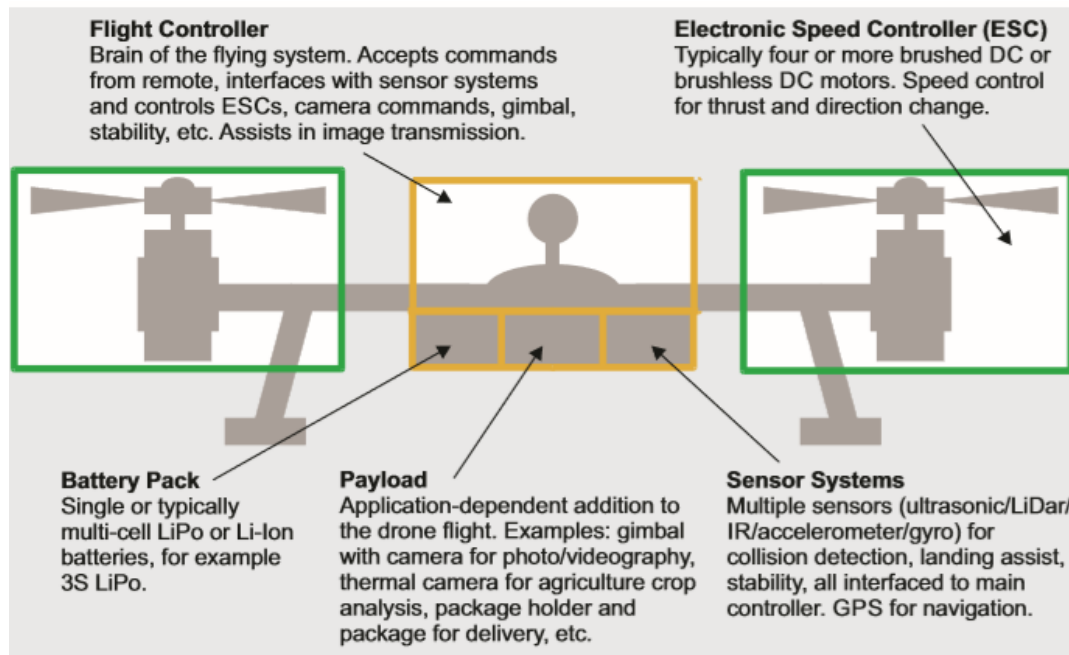 Flight Controller
Brain of the flying system. Accepts commands
from remote, interfaces with sensor systems
and controls ESCs, camera commands, gimbal,
stability, etc. Assists in image transmission.
Electronic Speed Controller (ESC)
Typically four or more brushed DC or
brushless DC motors. Speed control
for thrust and direction change.
Battery Pack
Single or typically
multi-cell LiPo or Li-Ion
batteries, for example
3S LiPo.
Payload
Application-dependent addition to
the drone flight. Examples: gimbal
with camera for photo/videography,
thermal camera for agriculture crop
analysis, package holder and
package for delivery, etc.
Sensor Systems
Multiple sensors (ultrasonic/LiDar/
IR/accelerometer/gyro) for
collision detection, landing assist,
stability, all interfaced to main
controller. GPS for navigation.